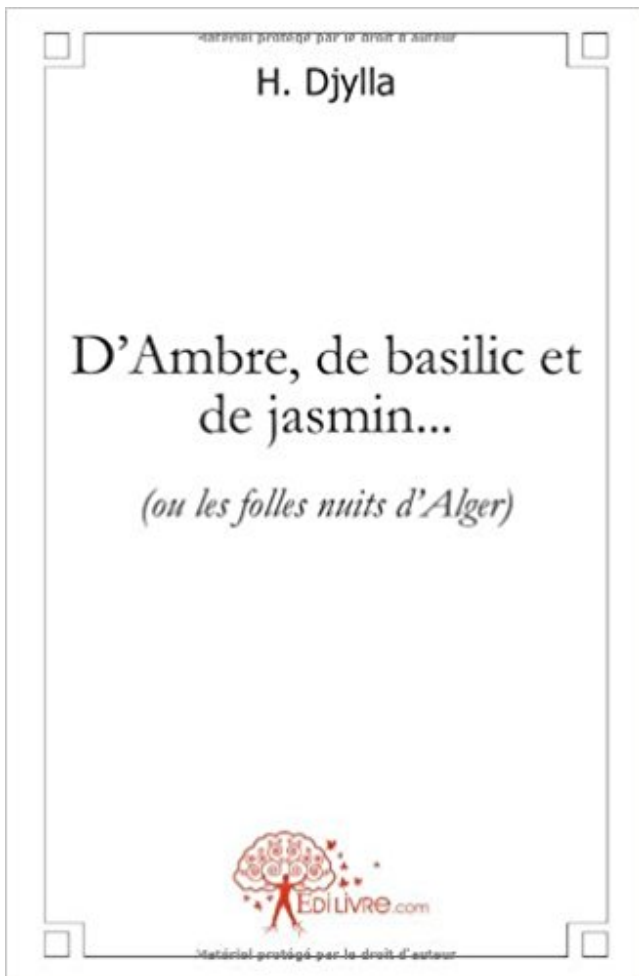 Matériel protégé par le droit d'auteur
H. Djylla
D'Ambre, de basilic et
de jasmin...
(ou les folles nuits d'Alger)
EDILIVRE.com
Matériel protégé par le droit d'auteur